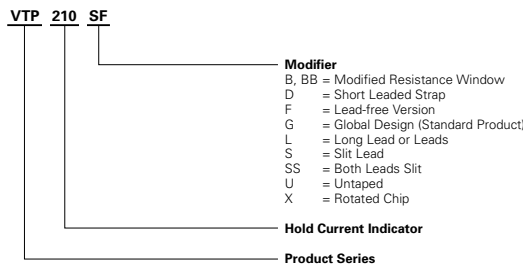 VTP 210 SF
Modifier
B, BB = Modified Resistance Window
D = Short Leaded Strap
F = Lead-free Version
G = Global Design (Standard Product)
L = Long Lead or Leads
S = Slit Lead
SS = Both Leads Slit
U = Untaped
X = Rotated Chip
Hold Current Indicator
Product Series